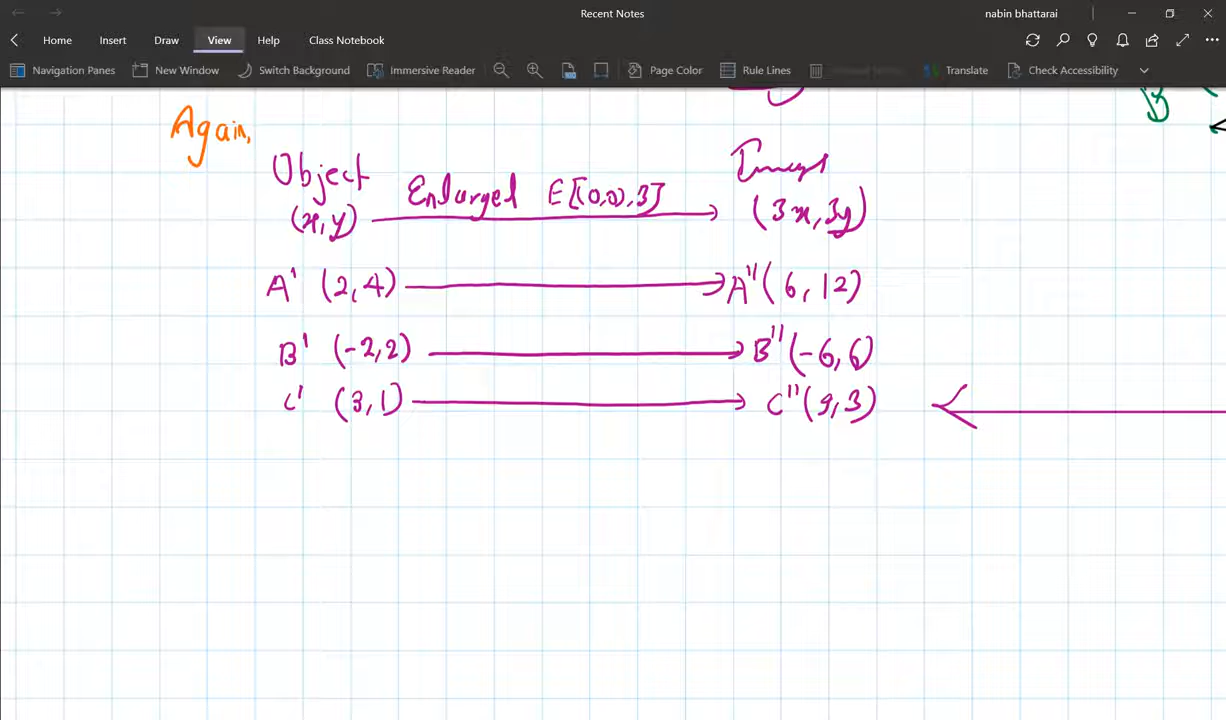 Recent Notes
nabin bhattarai
Home Insert Draw View Help Class Notebook
Navigation Panes New Window Switch Background Immersive Reader Page Color Rule Lines Translate Check Accessibility
Again,
Object Enlarged E[(0,0),3]
(x,y) (3x,3y)
A' (2,4) A''(6,12)
B' (-2,2) B''(-6,6)
C' (3,1) C''(9,3)
B